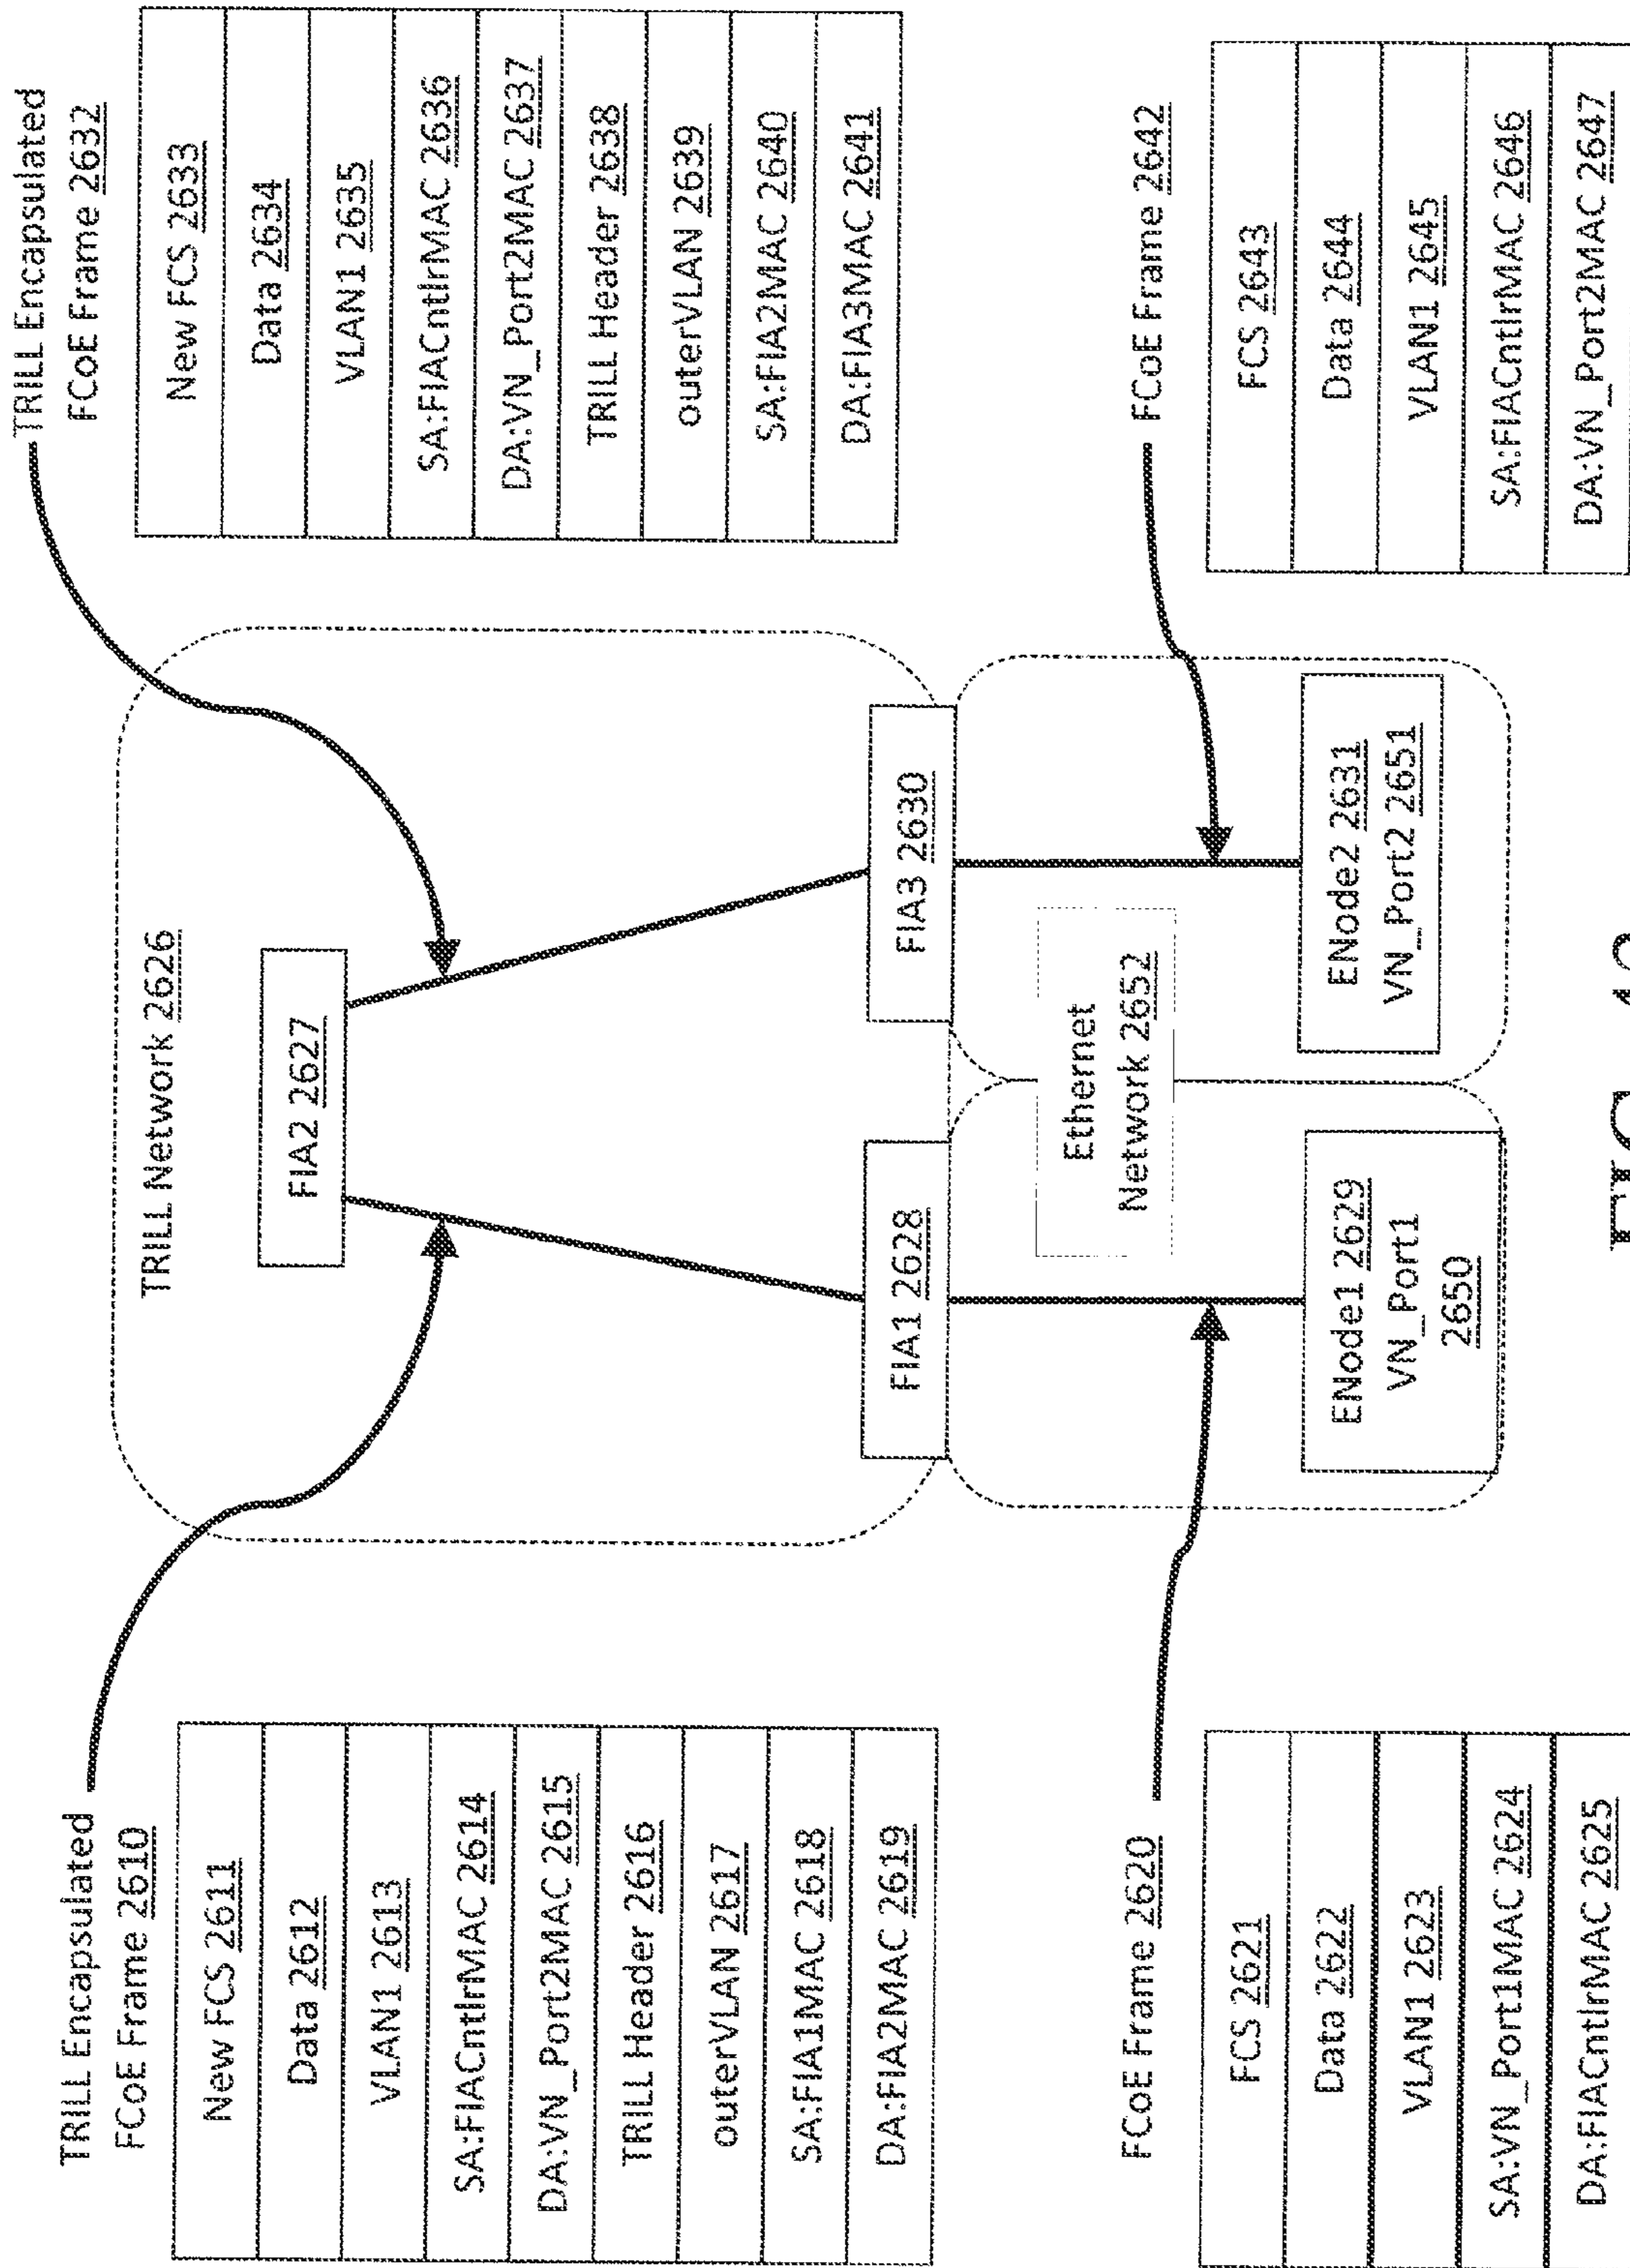 TRILL Encapsulated
FCoE Frame 2610
New FCS 2611
Data 2612
VLAN1 2613
SA:FIACntlrMAC 2614
DA:VN_Port2MAC 2615
TRILL Header 2616
outerVLAN 2617
SA:FIA1MAC 2618
DA:FIA2MAC 2619
FCoE Frame 2620
FCS 2621
Data 2622
VLAN1 2623
SA:VN_Port1MAC 2624
DA:FIACntlrMAC 2625
TRILL Network 2626
FIA2 2627
FIA1 2628
FIA3 2630
Ethernet
Network 2652
ENode1 2629
VN_Port1
2650
ENode2 2631
VN_Port2 2651
TRILL Encapsulated
FCoE Frame 2632
New FCS 2633
Data 2634
VLAN1 2635
SA:FIACntlrMAC 2636
DA:VN_Port2MAC 2637
TRILL Header 2638
outerVLAN 2639
SA:FIA2MAC 2640
DA:FIA3MAC 2641
FCoE Frame 2642
FCS 2643
Data 2644
VLAN1 2645
SA:FIACntlrMAC 2646
DA:VN_Port2MAC 2647